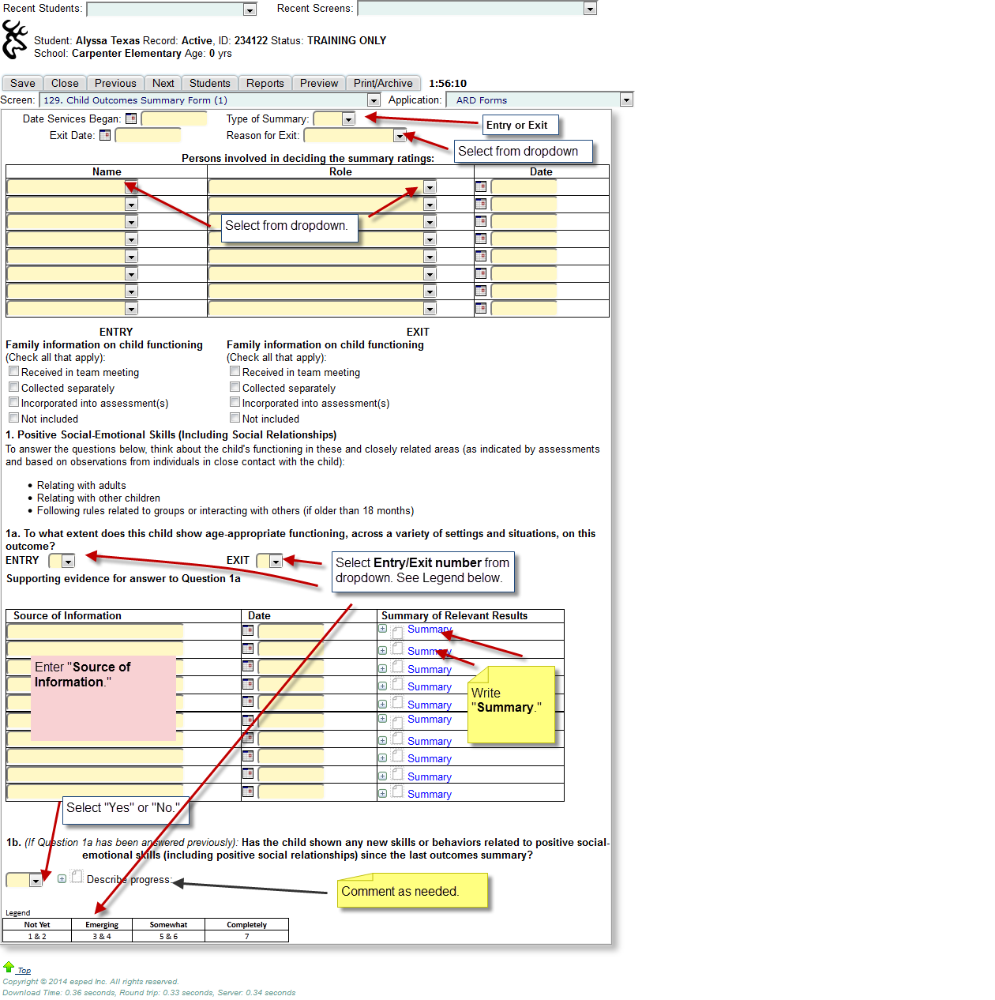 Recent Students:
Recent Screens:
Student: Alyssa Texas Record: Active, ID: 234122 Status: TRAINING ONLY
School: Carpenter Elementary Age: 0 yrs
Save Close Previous Next Students Reports Preview Print/Archive 1:56:10
Screen: 129. Child Outcomes Summary Form (1) Application: ARD Forms
Date Services Began: Type of Summary:
Entry or Exit
Exit Date: Reason for Exit:
Select from dropdown
Persons involved in deciding the summary ratings:
Name Role Date
Select from dropdown.
ENTRY EXIT
Family information on child functioning Family information on child functioning
(Check all that apply): (Check all that apply):
Received in team meeting Received in team meeting
Collected separately Collected separately
Incorporated into assessment(s) Incorporated into assessment(s)
Not included Not included
1. Positive Social-Emotional Skills (Including Social Relationships)
To answer the questions below, think about the child's functioning in these and closely related areas (as indicated by assessments
and based on observations from individuals in close contact with the child):
• Relating with adults
• Relating with other children
• Following rules related to groups or interacting with others (if older than 18 months)
1a. To what extent does this child show age-appropriate functioning, across a variety of settings and situations, on this
outcome?
ENTRY EXIT
Select Entry/Exit number from
dropdown. See Legend below.
Supporting evidence for answer to Question 1a
Source of Information Date Summary of Relevant Results
Summary
Summary
Summary
Summary
Summary
Summary
Summary
Summary
Summary
Summary
Enter "Source of
Information."
Write
"Summary."
Select "Yes" or "No."
1b. (If Question 1a has been answered previously): Has the child shown any new skills or behaviors related to positive social-
emotional skills (including positive social relationships) since the last outcomes summary?
Describe progress:
Comment as needed.
Legend
Not Yet Emerging Somewhat Completely
1 & 2 3 & 4 5 & 6 7
Top
Copyright © 2014 esped Inc. All rights reserved.
Download Time: 0.36 seconds, Round trip: 0.33 seconds, Server: 0.34 seconds